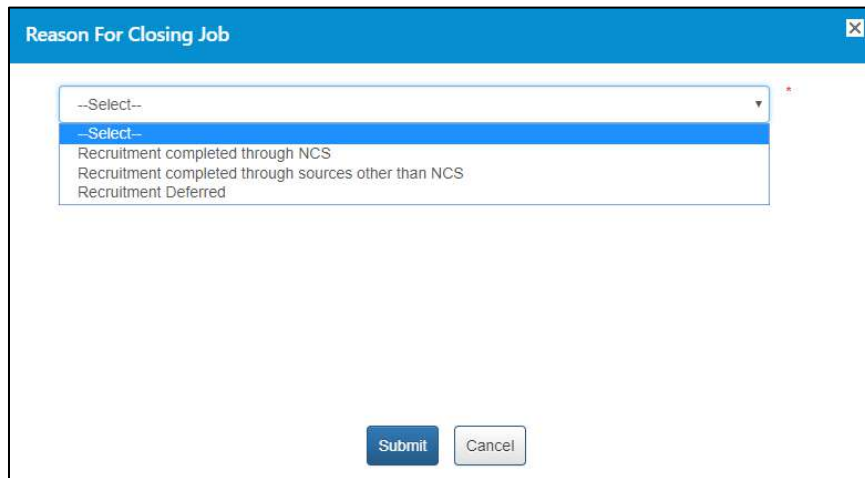 Reason For Closing Job
--Select--
*
--Select--
Recruitment completed through NCS
Recruitment completed through sources other than NCS
Recruitment Deferred
Submit Cancel